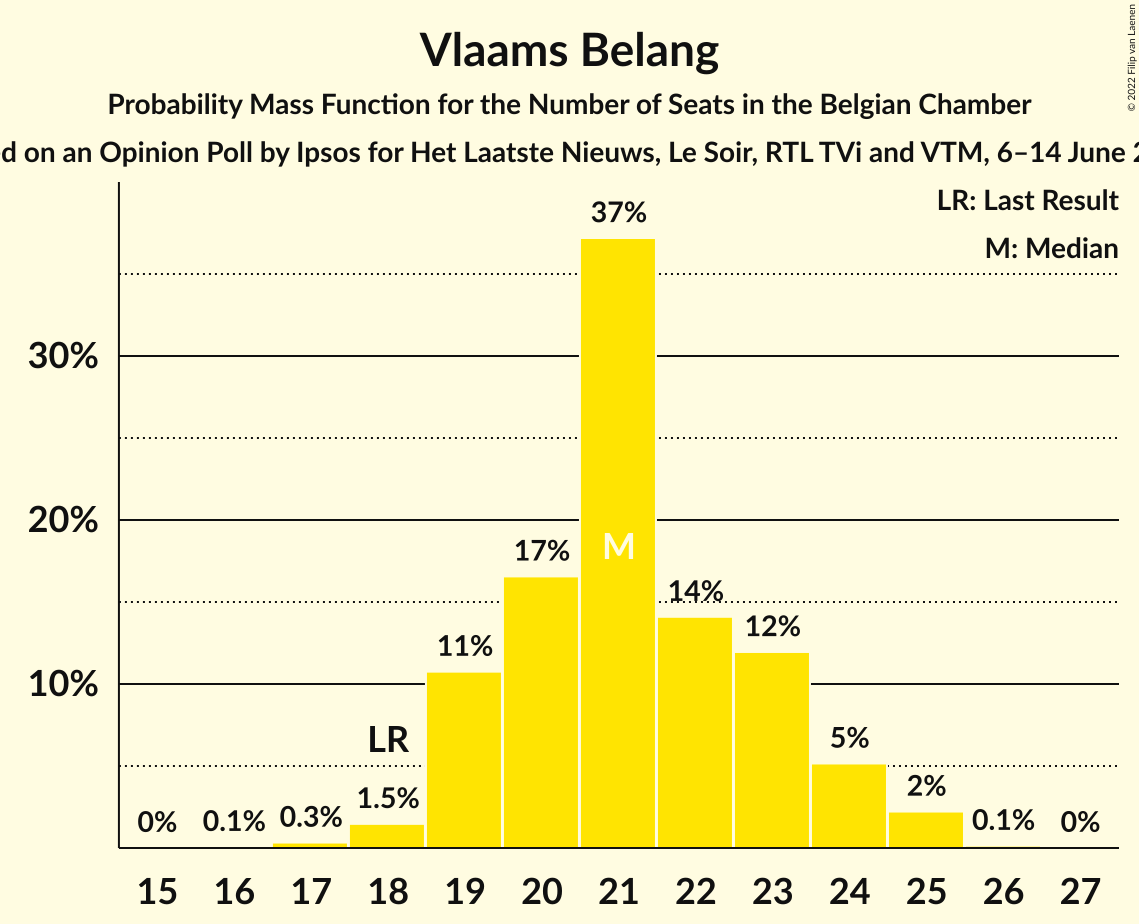 © 2022 Filip van Laenen
Vlaams Belang
Probability Mass Function for the Number of Seats in the Belgian Chamber
d on an Opinion Poll by Ipsos for Het Laatste Nieuws, Le Soir, RTL TVi and VTM, 6–14 June
LR: Last Result
M: Median
37%
30%
20%
17%
M
14%
12%
11%
10%
LR
5%
2%
1.5%
0.3%
0.1%
0%
0.1%
0%
15 16 17 18 19 20 21 22 23 24 25 26 27